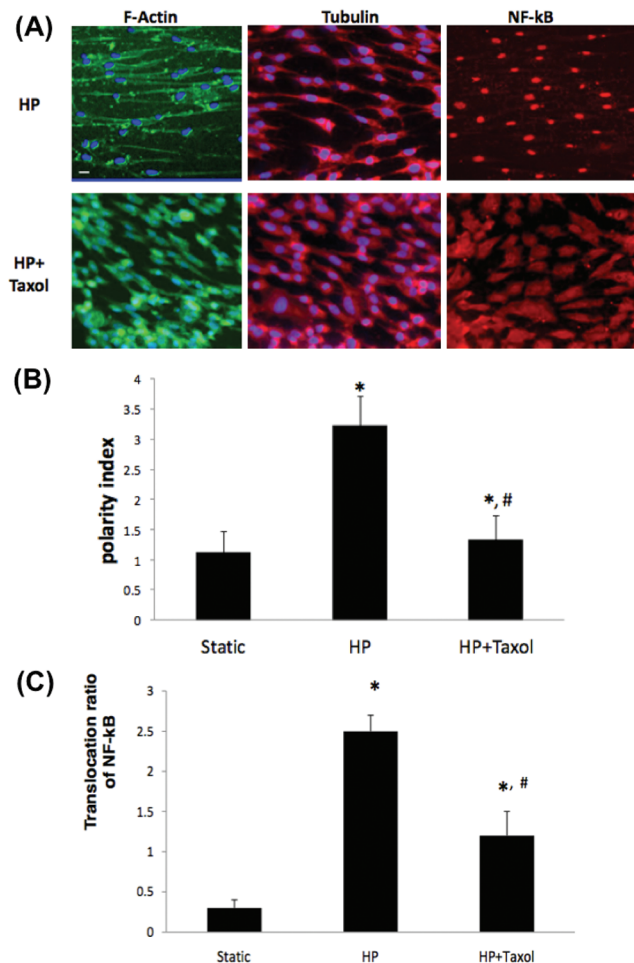 (A)
F-Actin Tubulin NF-kB
HP
HP+
Taxol
(B)
polarity index
4
3.5
3
2.5
2
1.5
1
0.5
0
*
*, #
Static HP HP+Taxol
(C)
Translocation ratio
of NF-kB
3
2.5
2
1.5
1
0.5
0
*
*, #
Static HP HP+Taxol